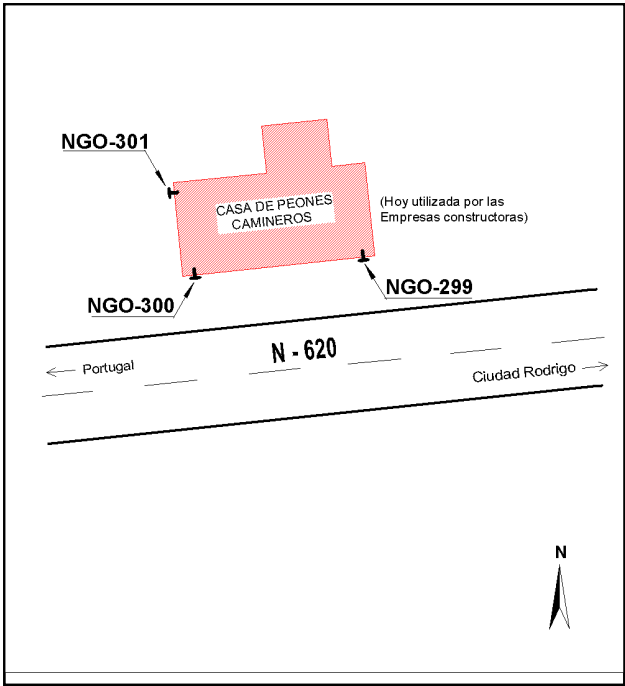 NGO-301
CASA DE PEONES
CAMINEROS
(Hoy utilizada por las
Empresas constructoras)
NGO-300
NGO-299
N - 620
Portugal
Ciudad Rodrigo
N